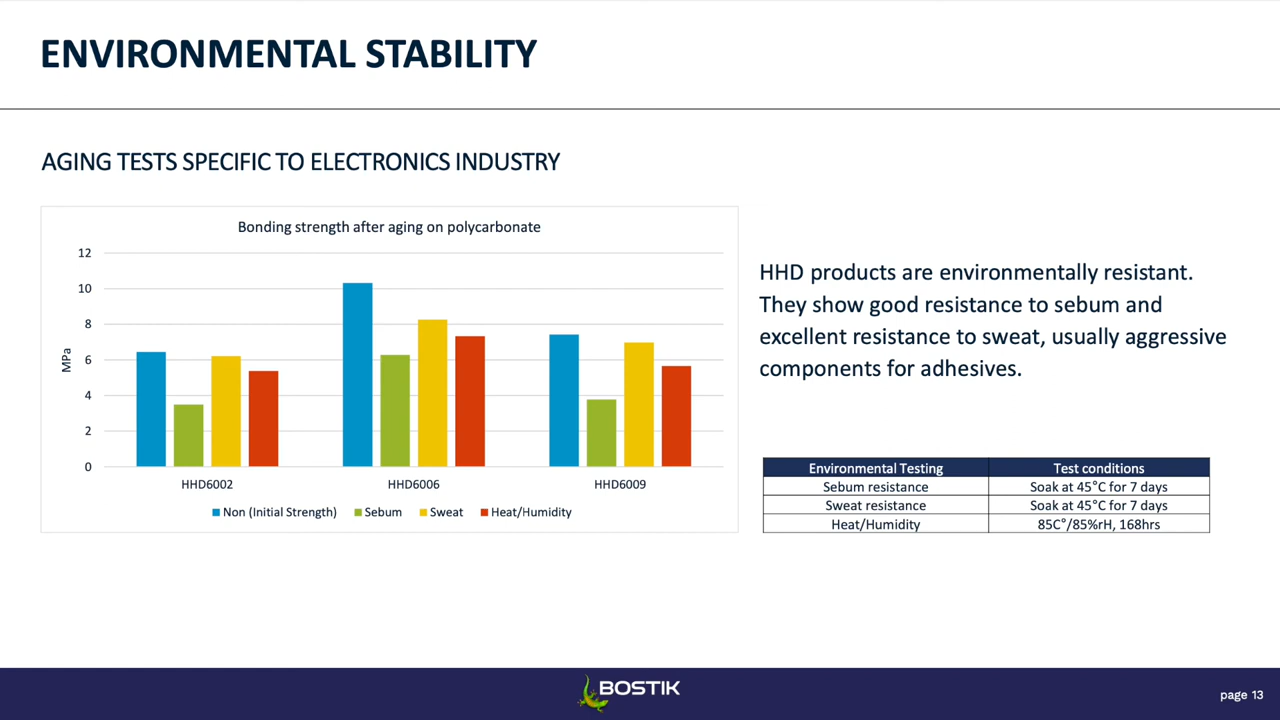 ENVIRONMENTAL STABILITY
AGING TESTS SPECIFIC TO ELECTRONICS INDUSTRY
Bonding strength after aging on polycarbonate
12
10
8
6
4
2
0
MPa
HHD6002 HHD6006 HHD6009
Non (Initial Strength) Sebum Sweat Heat/Humidity
HHD products are environmentally resistant.
They show good resistance to sebum and
excellent resistance to sweat, usually aggressive
components for adhesives.
Environmental Testing Test conditions
Sebum resistance Soak at 45°C for 7 days
Sweat resistance Soak at 45°C for 7 days
Heat/Humidity 85C°/85%rH, 168hrs
BOSTIK
page 13